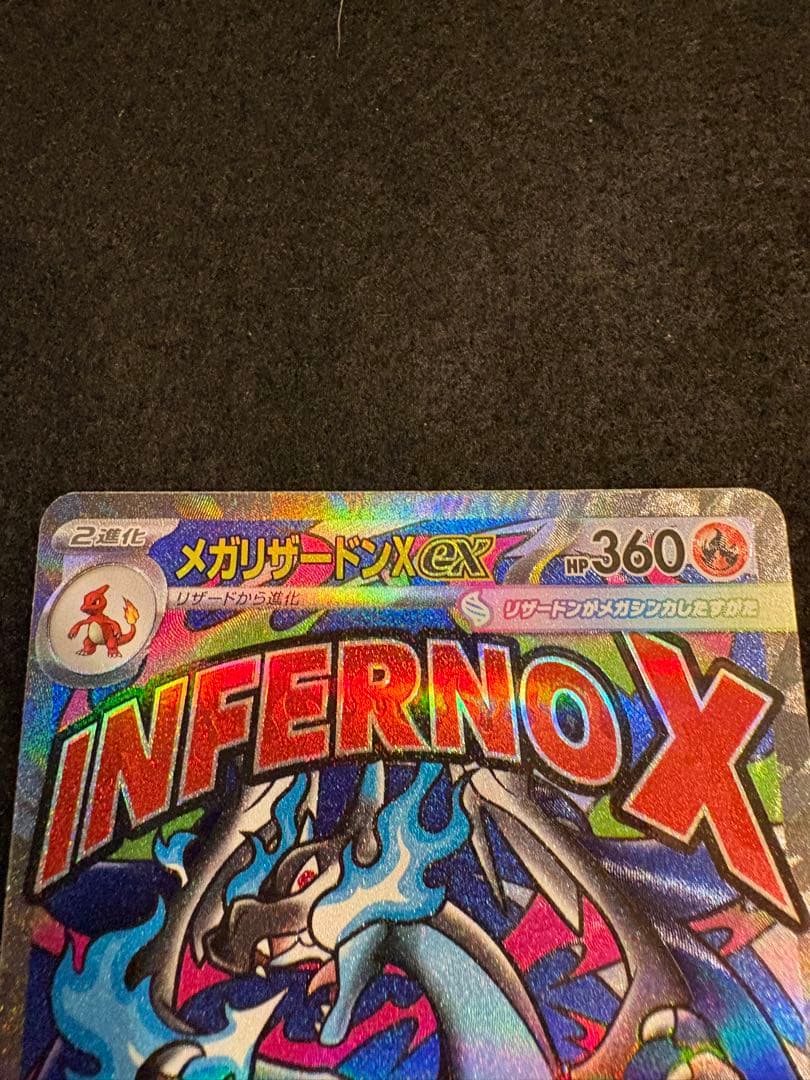 2進化
メガリザードンXex
HP360
リザードから進化
リザードンがメガシンカしたすがた
INFERNO X